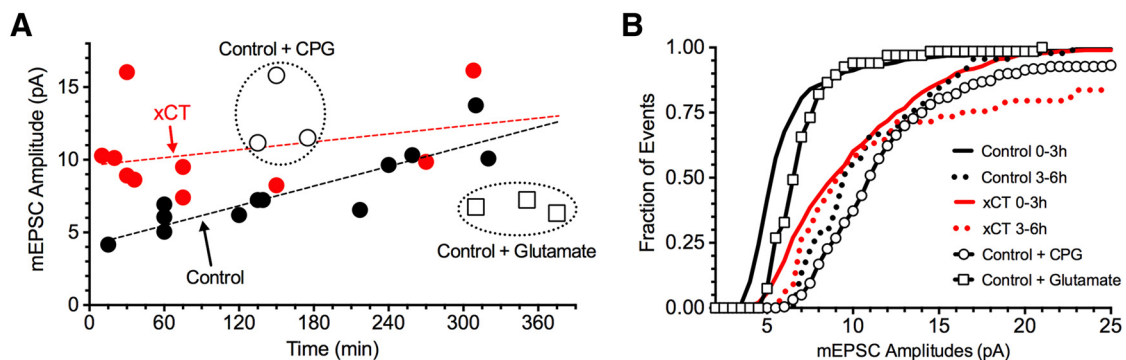 A
mEPSC Amplitude (pA)
15
10
5
0
Control + CPG
xCT
Control
Control + Glutamate
0 60 120 180 240 300 360
Time (min)
B
Fraction of Events
1.00
0.75
0.50
0.25
0.00
Control 0-3h
Control 3-6h
xCT 0-3h
xCT 3-6h
Control + CPG
Control + Glutamate
5 10 15 20 25
mEPSC Amplitudes (pA)